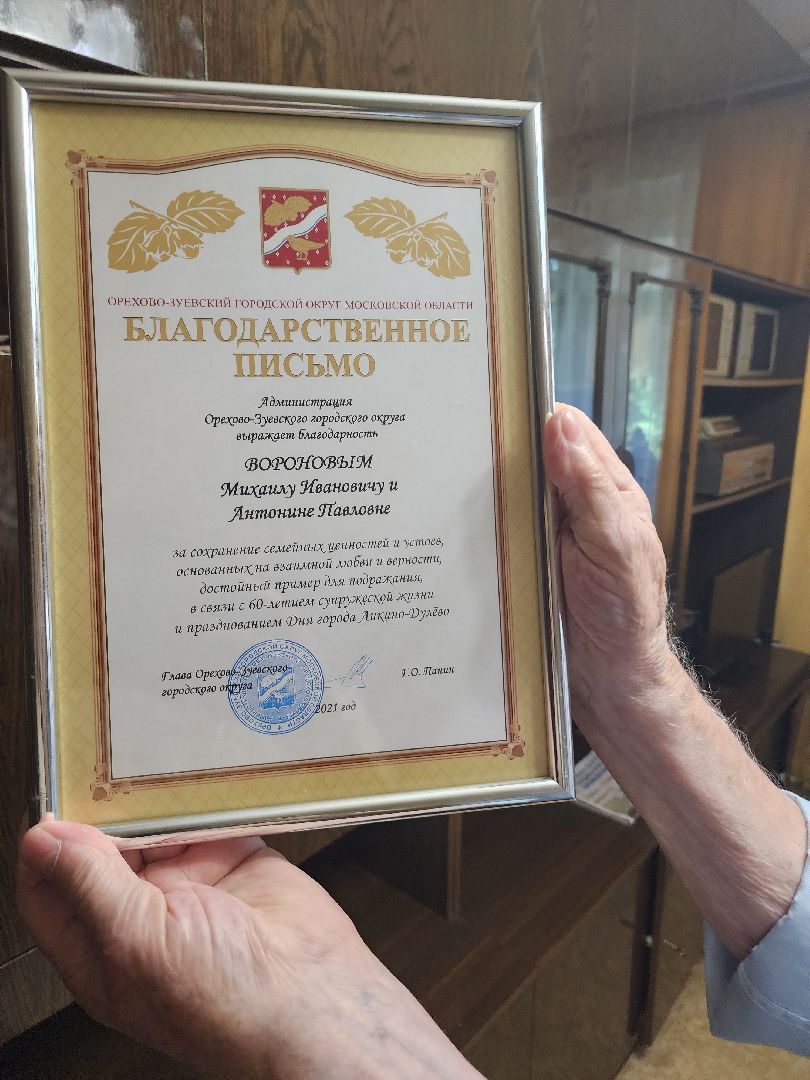 ОРЕХОВО-ЗУЕВСКИЙ ГОРОДСКОЙ ОКРУГ МОСКОВСКОЙ ОБЛАСТИ
БЛАГОДАРСТВЕННОЕ
ПИСЬМО
Администрация
Орехово-Зуевского городского округа
выражает благодарность
ВОРОНОВЫМ
Михаилу Ивановичу и
Антонине Павловне
за сохранение семейных ценностей и устоев,
основанных на взаимной любви и верности,
достойный пример для подражания,
в связи с 60-летием супружеской жизни
и празднованием Дня города Ликино-Дулёво
Глава Орехово-Зуевского
городского округа
Г.О. Панин
2021 год